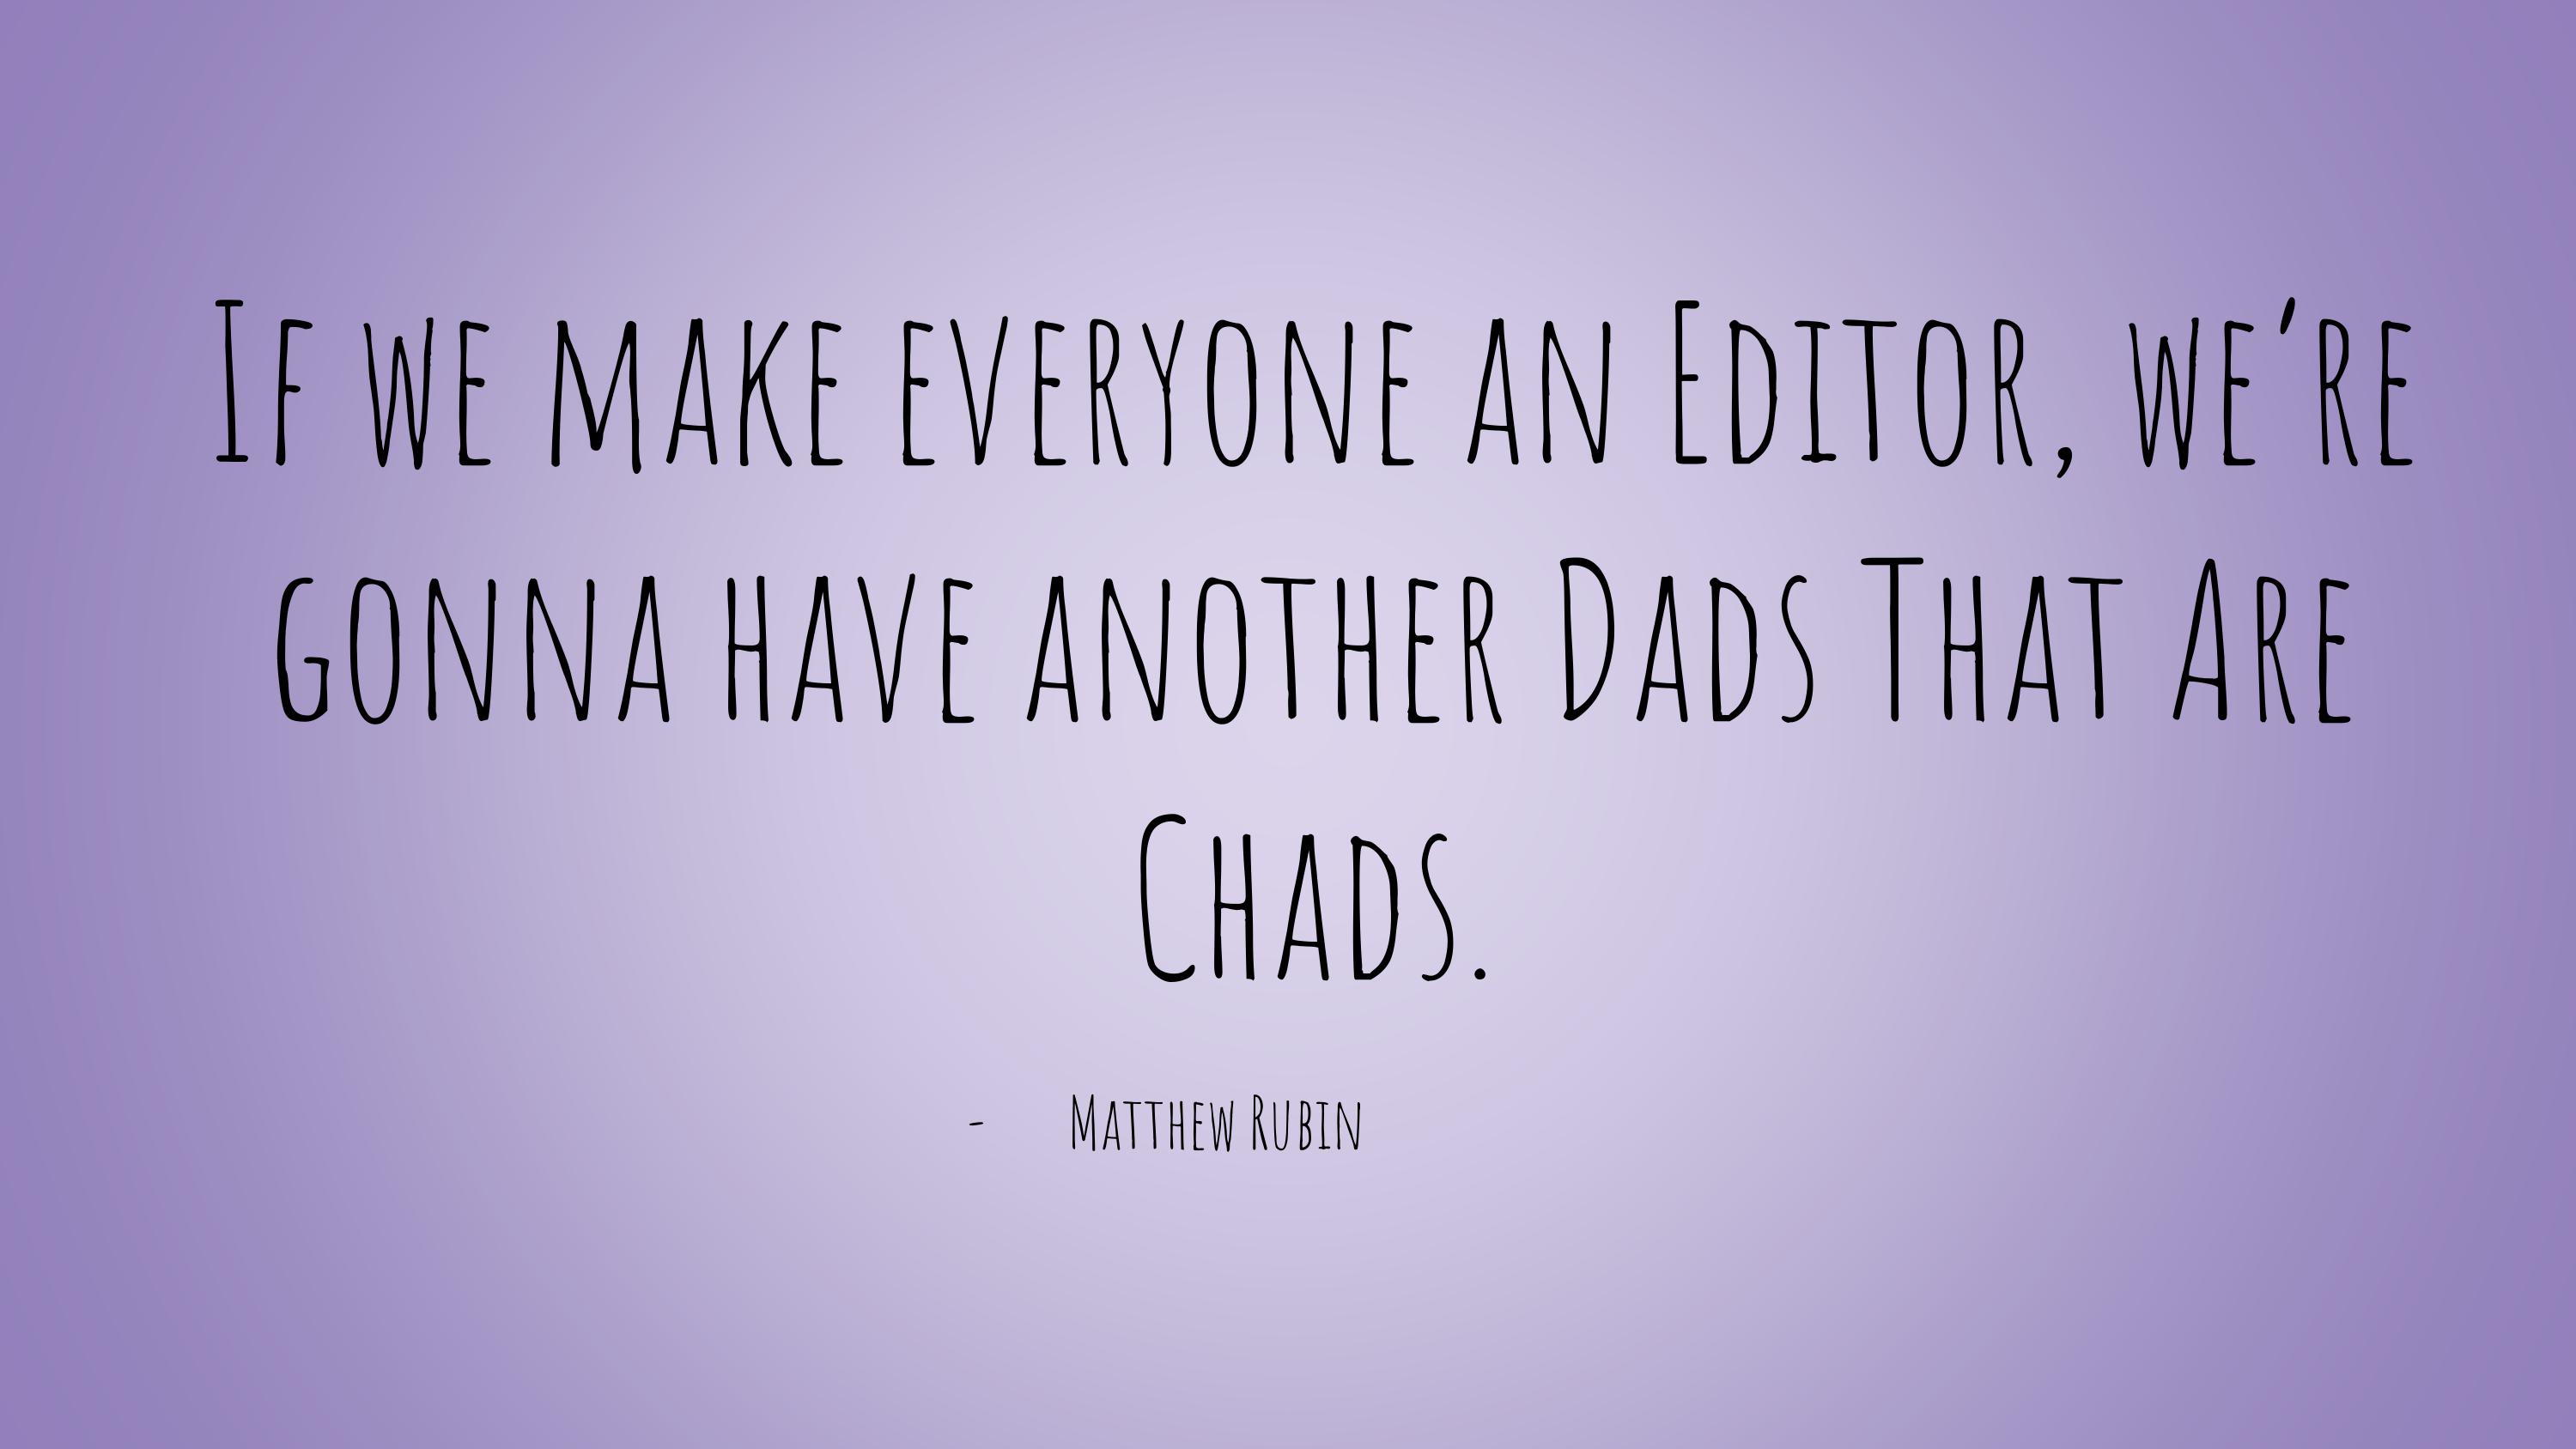 If we make everyone an Editor, we're
gonna have another Dads That Are
Chads.
- Matthew Rubin